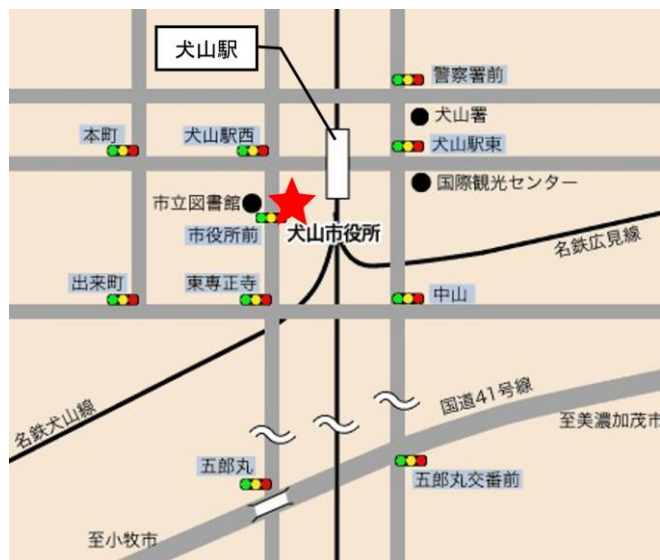 犬山駅
警察署前
犬山署
本町
犬山駅西
犬山駅東
市立図書館
国際観光センター
市役所前
犬山市役所
名鉄広見線
出来町
東専正寺
中山
名鉄犬山線
国道41号線
至美濃加茂市
五郎丸
五郎丸交番前
至小牧市